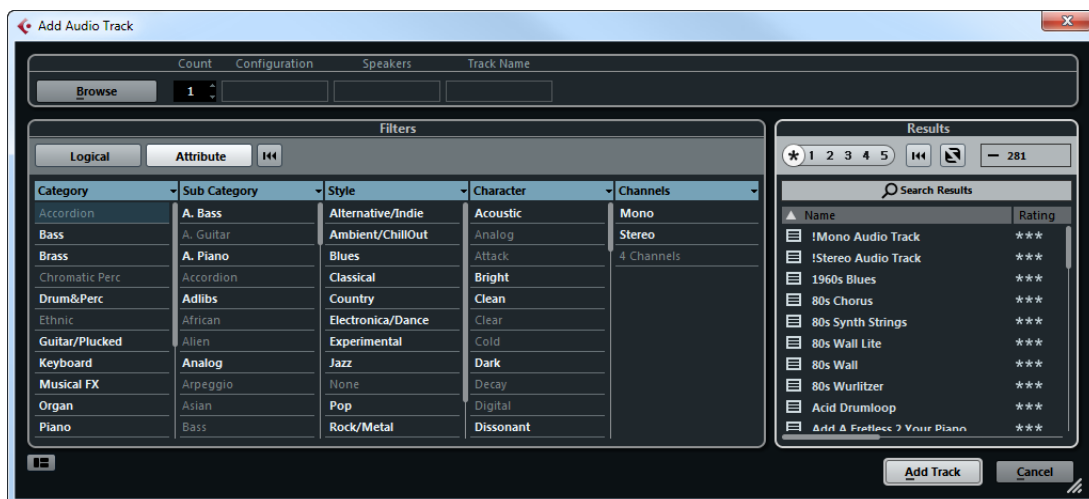 Add Audio Track
Count Configuration Speakers Track Name
Browse 1
Filters
Logical Attribute
Category Sub Category Style Character Channels
Accordion A. Bass Alternative/Indie Acoustic Mono
Bass A. Guitar Ambient/ChillOut Analog Stereo
Brass A. Piano Blues Attack 4 Channels
Chromatic Perc Accordion Classical Bright
Drum&Perc Adlibs Country Clean
Ethnic African Electronica/Dance Clear
Guitar/Plucked Alien Experimental Cold
Keyboard Analog Jazz Dark
Musical FX Arpeggio None Decay
Organ Asian Pop Digital
Piano Bass Rock/Metal Dissonant
Results
* 1 2 3 4 5 281
Search Results
Name Rating
!Mono Audio Track ***
!Stereo Audio Track ***
1960s Blues ***
80s Chorus ***
80s Synth Strings ***
80s Wall Lite ***
80s Wall ***
80s Wurlitzer ***
Acid Drumloop ***
Add A Fretless 2 Your Piano ***
Add Track Cancel